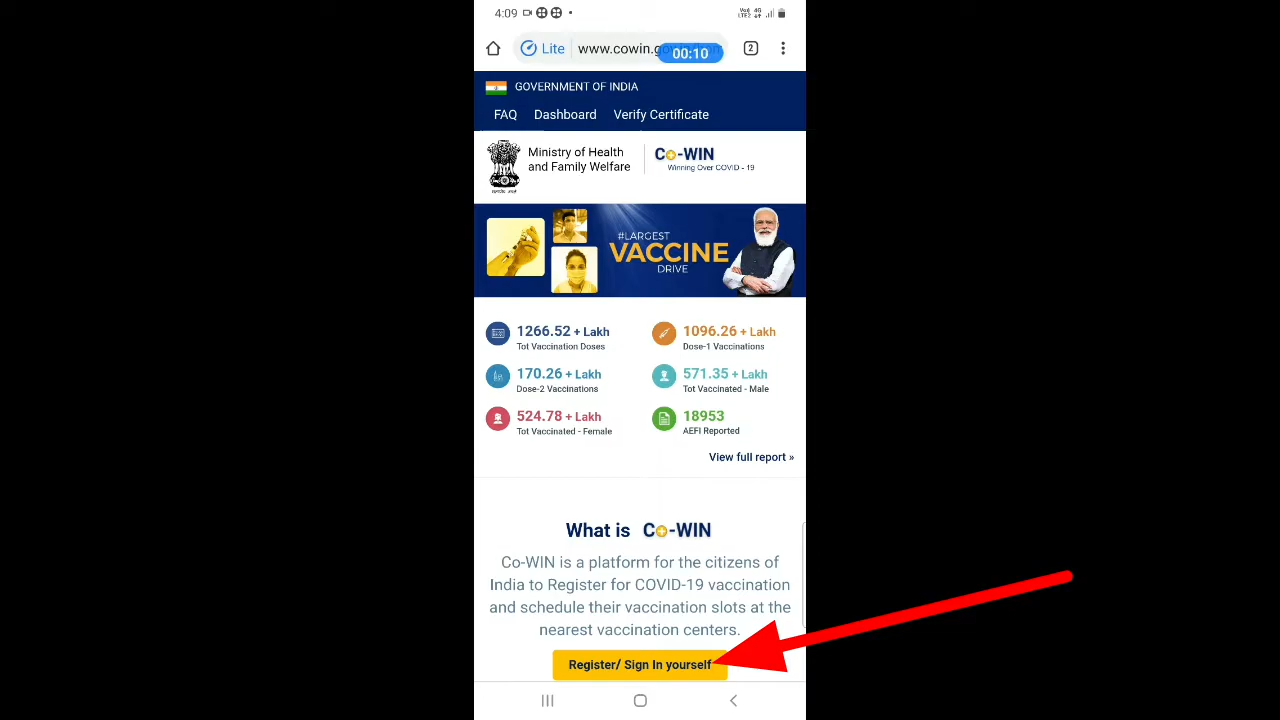 4:09
Vo)) 4G
LTE2
Lite
www.cowin.go
00:10
2
GOVERNMENT OF INDIA
FAQ Dashboard Verify Certificate
Ministry of Health
and Family Welfare
Co-WIN
Winning Over COVID - 19
#LARGEST
VACCINE
DRIVE
1266.52 + Lakh
Tot Vaccination Doses
1096.26 + Lakh
Dose-1 Vaccinations
170.26 + Lakh
Dose-2 Vaccinations
571.35 + Lakh
Tot Vaccinated - Male
524.78 + Lakh
Tot Vaccinated - Female
18953
AEFI Reported
View full report »
What is Co-WIN
Co-WIN is a platform for the citizens of
India to Register for COVID-19 vaccination
and schedule their vaccination slots at the
nearest vaccination centers.
Register/ Sign In yourself